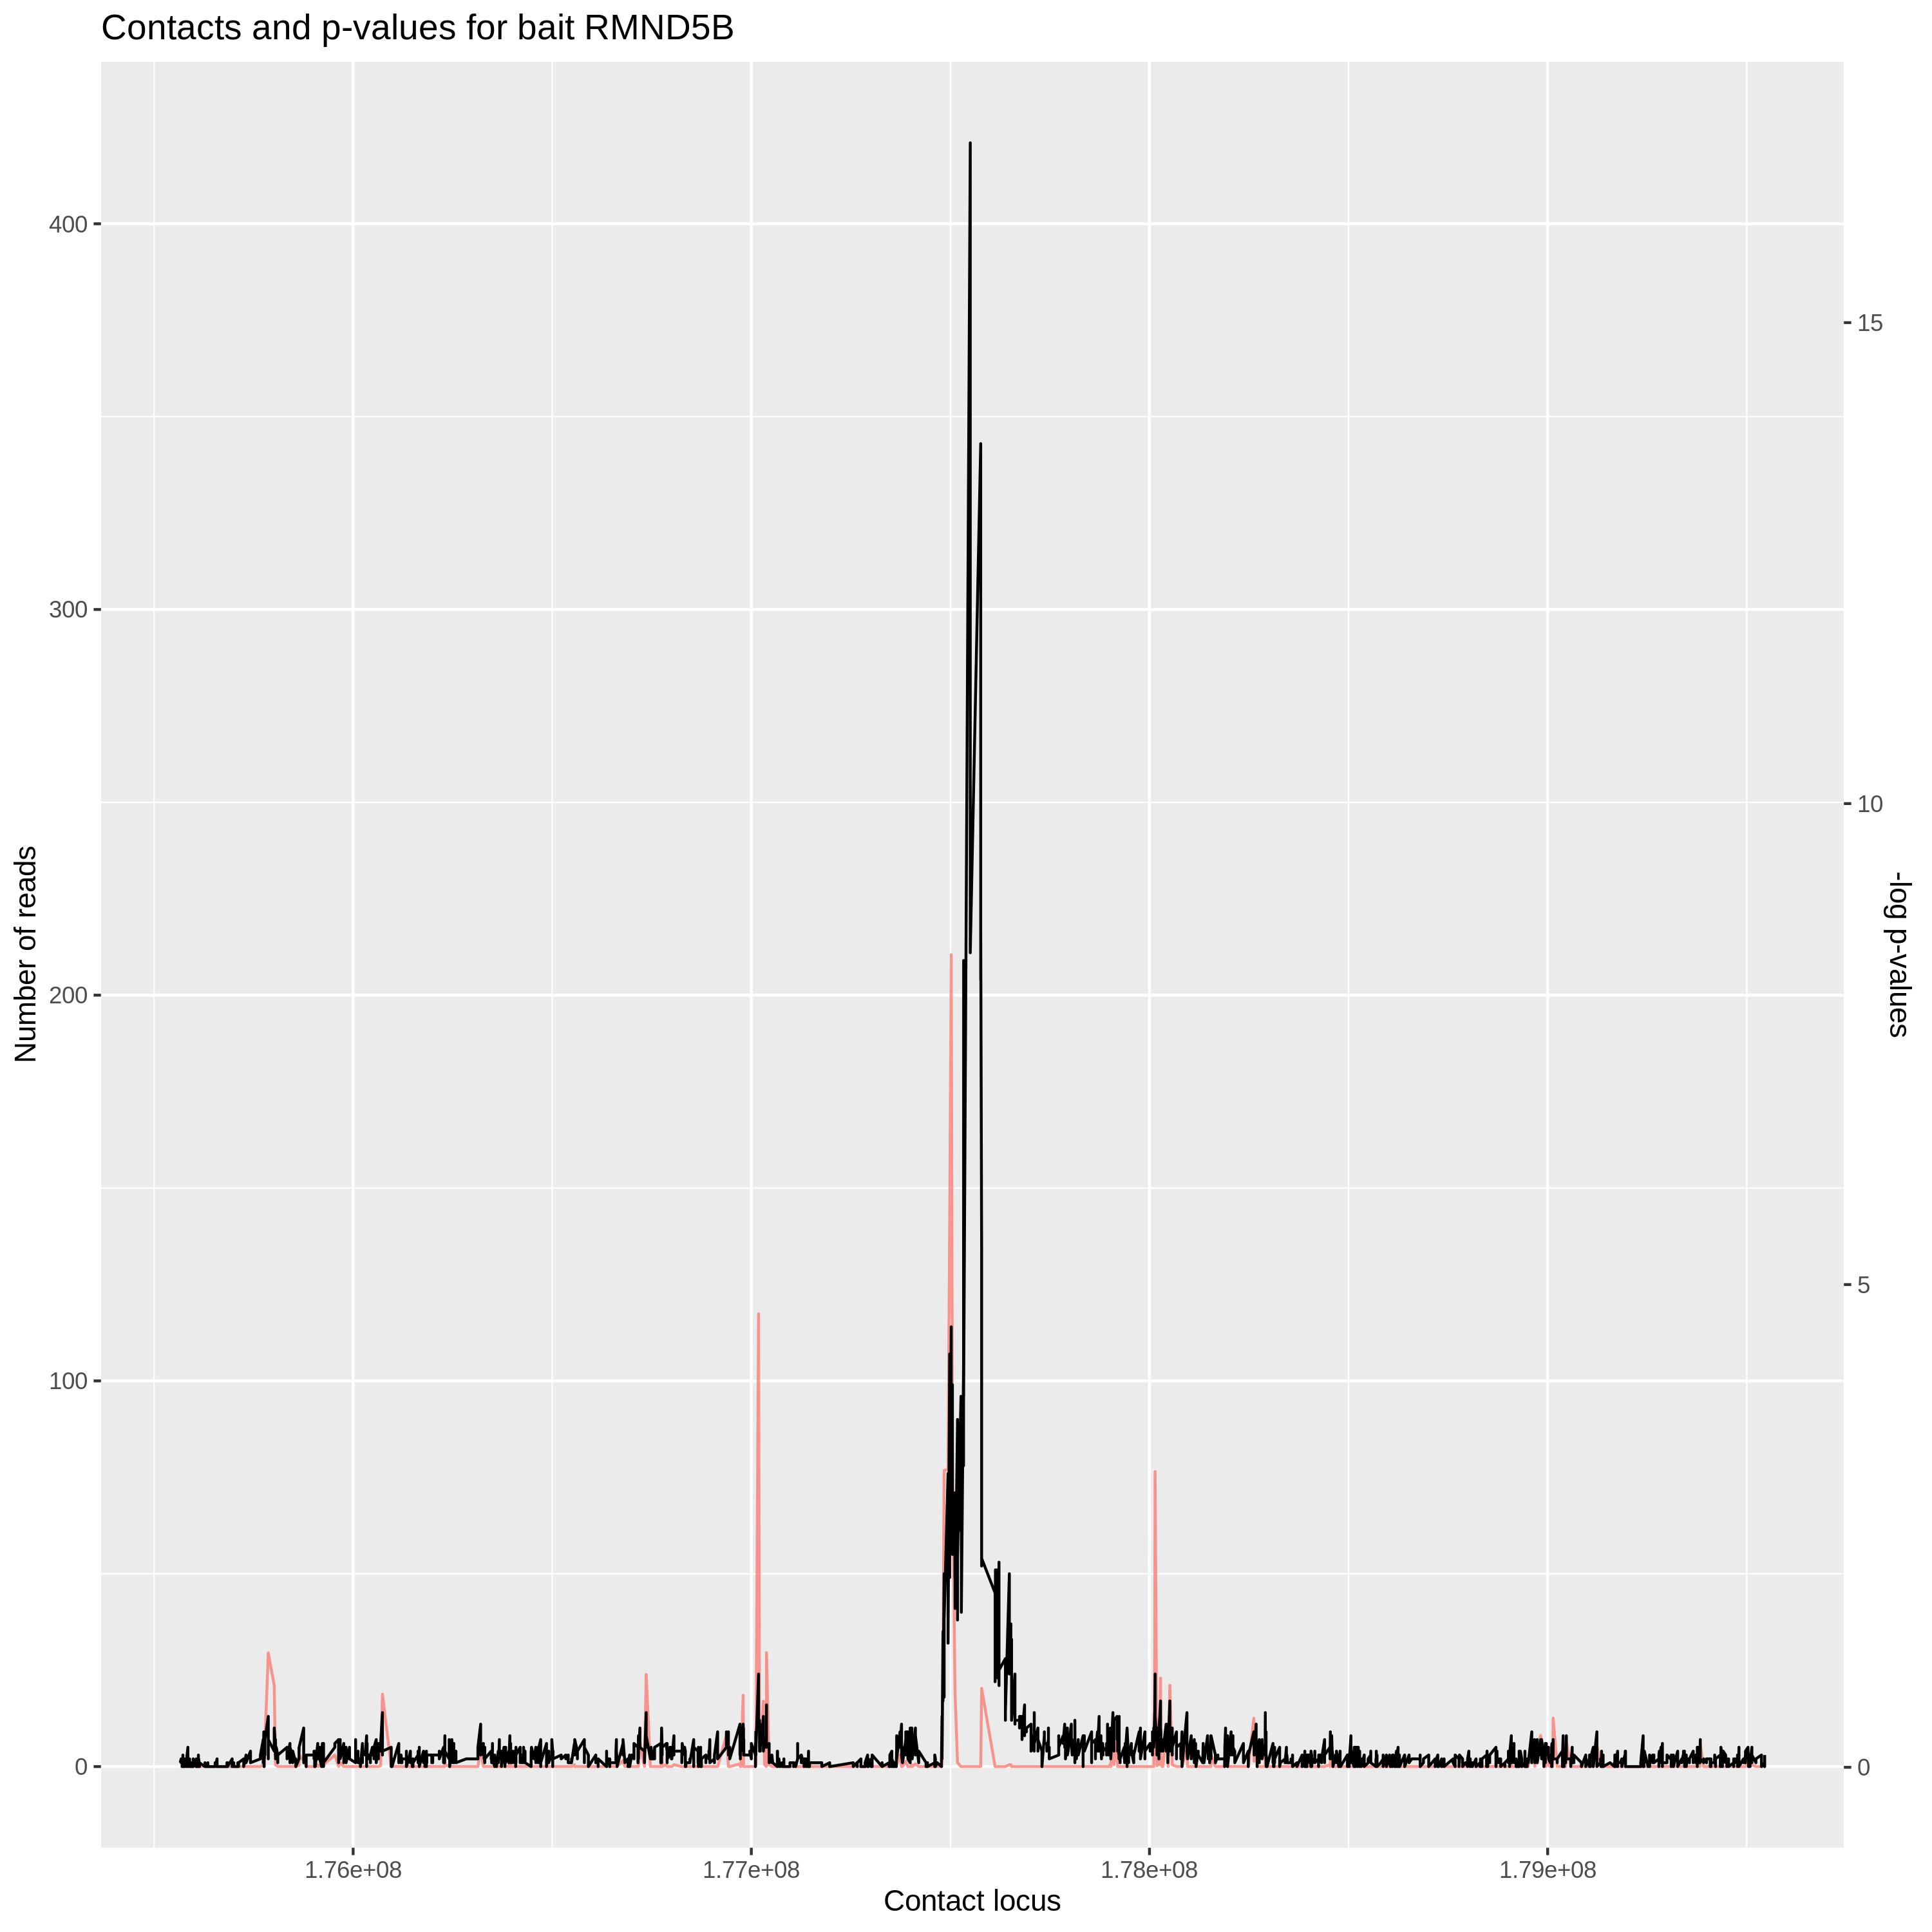 Contacts and p-values for bait RMND5B
400
300
200
100
0
Number of reads
15
10
5
0
-log p-values
1.76e+08
1.77e+08
1.78e+08
1.79e+08
Contact locus